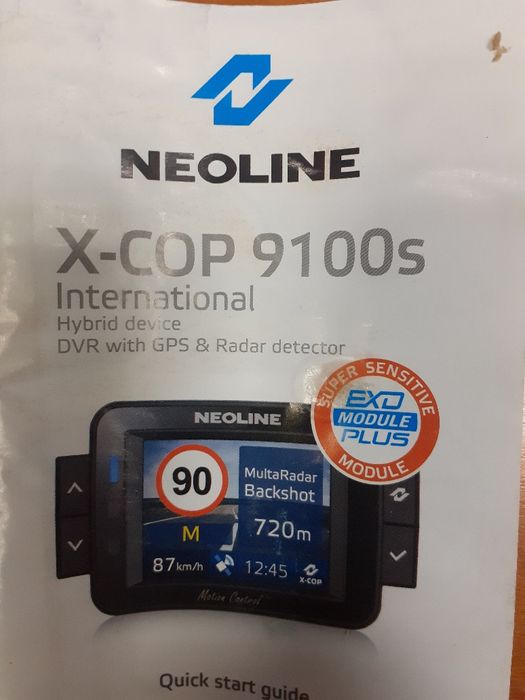 NEOLINE
X-COP 9100s
International
Hybrid device
DVR with GPS & Radar detector
SUPER SENSITIVE
EXD
MODULE
PLUS
MODULE
NEOLINE
90
MultaRadar
Backshot
M
720m
87km/h
12:45
X-COP
Motion Control
Quick start guide